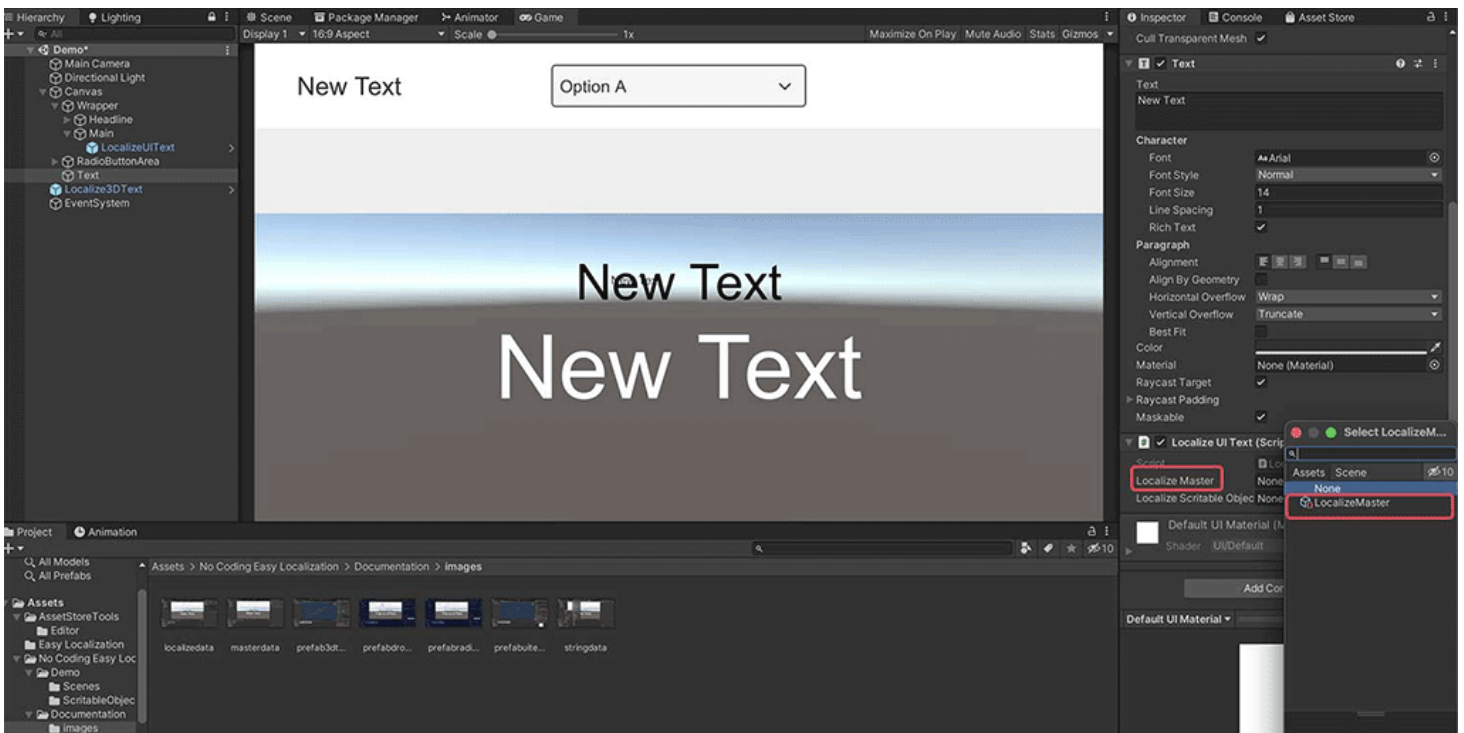 Hierarchy Lighting
All
Demo*
Main Camera
Directional Light
Canvas
Wrapper
Headline
Main
LocalizeUIText
RadioButtonArea
Text
Localize3DText
EventSystem
Scene Package Manager Animator Game
Display 1 16:9 Aspect Scale 1x Maximize On Play Mute Audio Stats Gizmos
New Text Option A
New Text
New Text
Inspector Console Asset Store
Cull Transparent Mesh
Text
Text
New Text
Character
Font Arial
Font Style Normal
Font Size 14
Line Spacing 1
Rich Text
Paragraph
Alignment
Align By Geometry
Horizontal Overflow Wrap
Vertical Overflow Truncate
Best Fit
Color
Material None (Material)
Raycast Target
Raycast Padding
Maskable
Localize UI Text (Scrip
Script Loc
Localize Master None
Localize Scritable Objec None
Default UI Material (M
Shader UI/Default
Add Con
Default UI Material
Select LocalizeM...
Assets Scene 10
None
LocalizeMaster
Project Animation
10
All Models
All Prefabs
Assets
AssetStoreTools
Editor
Easy Localization
No Coding Easy Loc
Demo
Scenes
ScritableObjec
Documentation
images
Assets > No Coding Easy Localization > Documentation > images
localizedata masterdata prefab3dt... prefabdro... prefabradi... prefabuite... stringdata